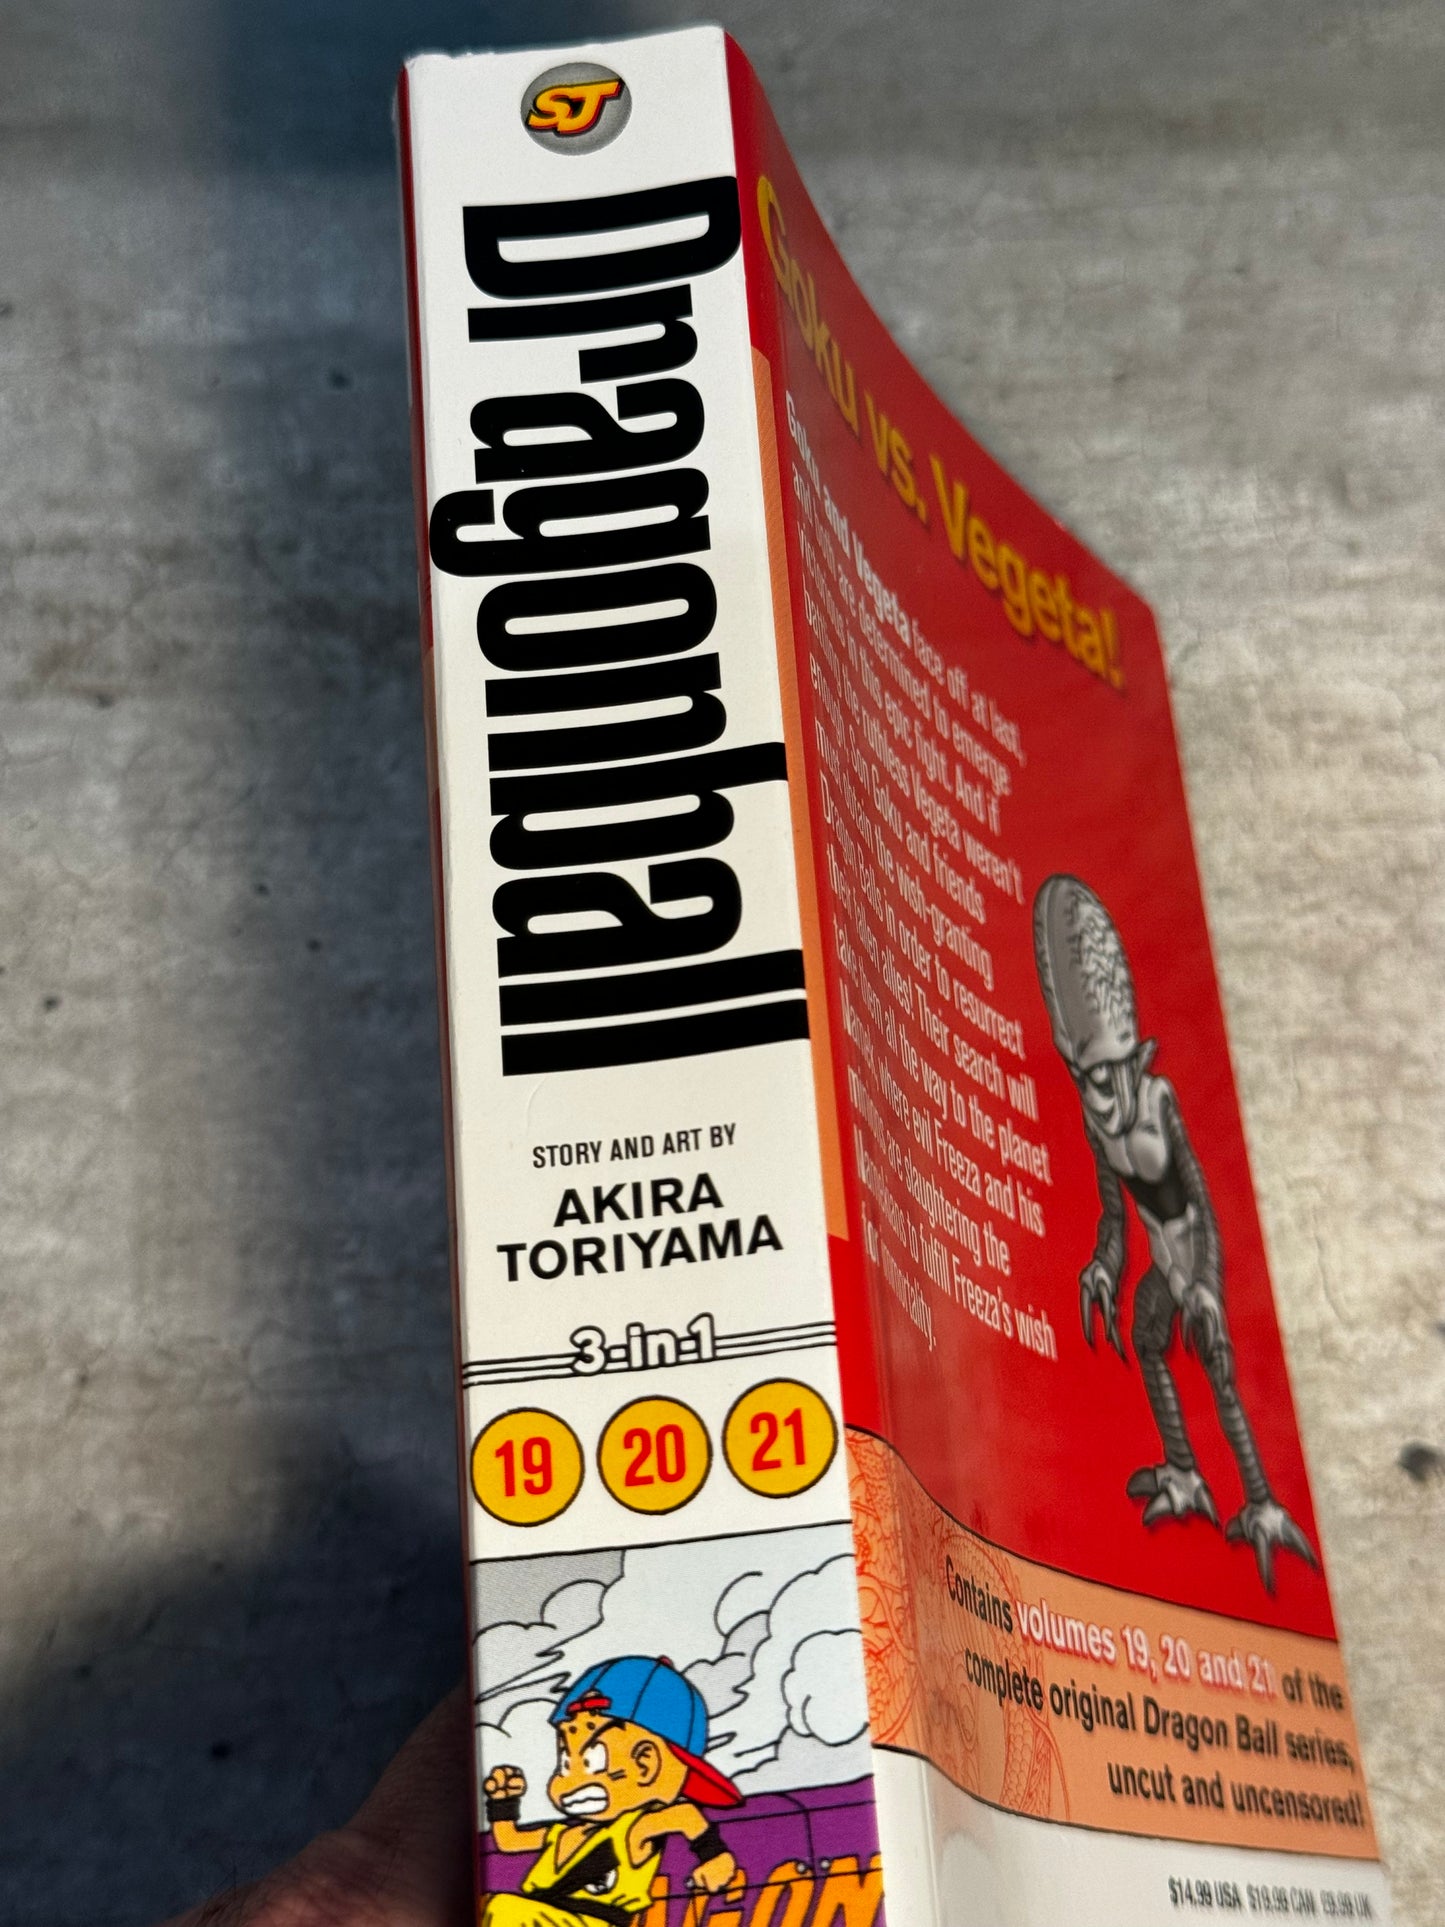 SJ
Dragonball
STORY AND ART BY
AKIRA
TORIYAMA
3-in-1
19 20 21
Goku vs. Vegeta!
Goku and Vegeta face off at last,
and both are determined to emerge
victorious in this epic fight. And if
battling the ruthless Vegeta weren't
enough, Son Goku and friends
must obtain the wish-granting
Dragon Balls in order to resurrect
their fallen allies! Their search will
take them all the way to the planet
Namek, where evil Freeza and his
minions are slaughtering the
Namekians to fulfill Freeza's wish
for immortality.
Contains volumes 19, 20 and 21 of the
complete original Dragon Ball series,
uncut and uncensored!
$14.99 USA $19.99 CAN £9.99 UK